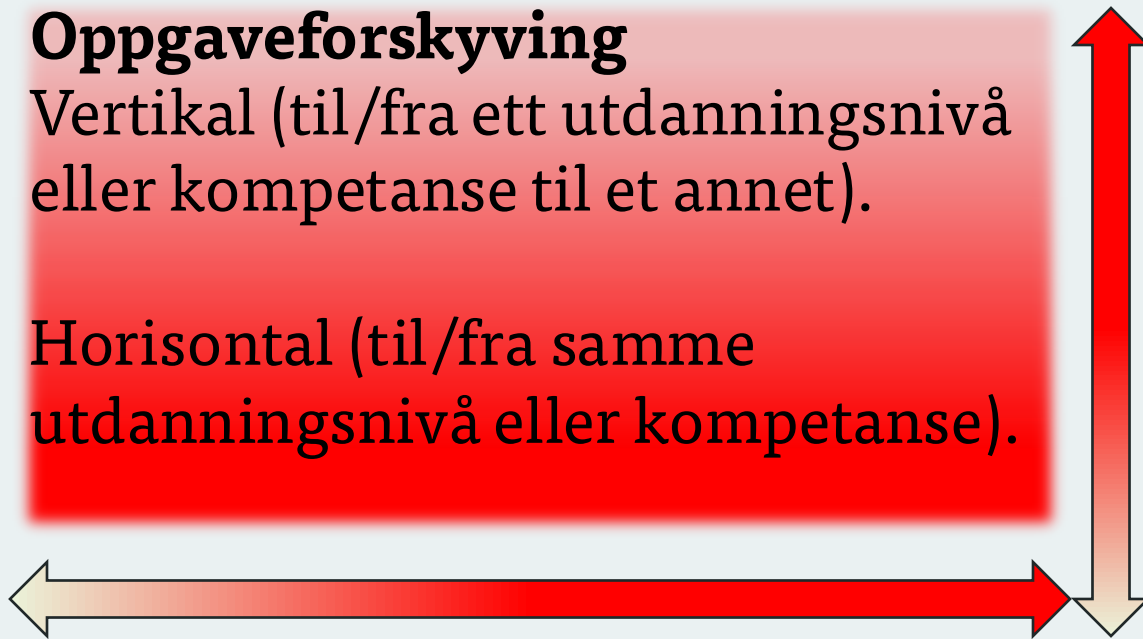 Oppgaveforskyving
Vertikal (til/fra ett utdanningsnivå
eller kompetanse til et annet).
Horisontal (til/fra samme
utdanningsnivå eller kompetanse).